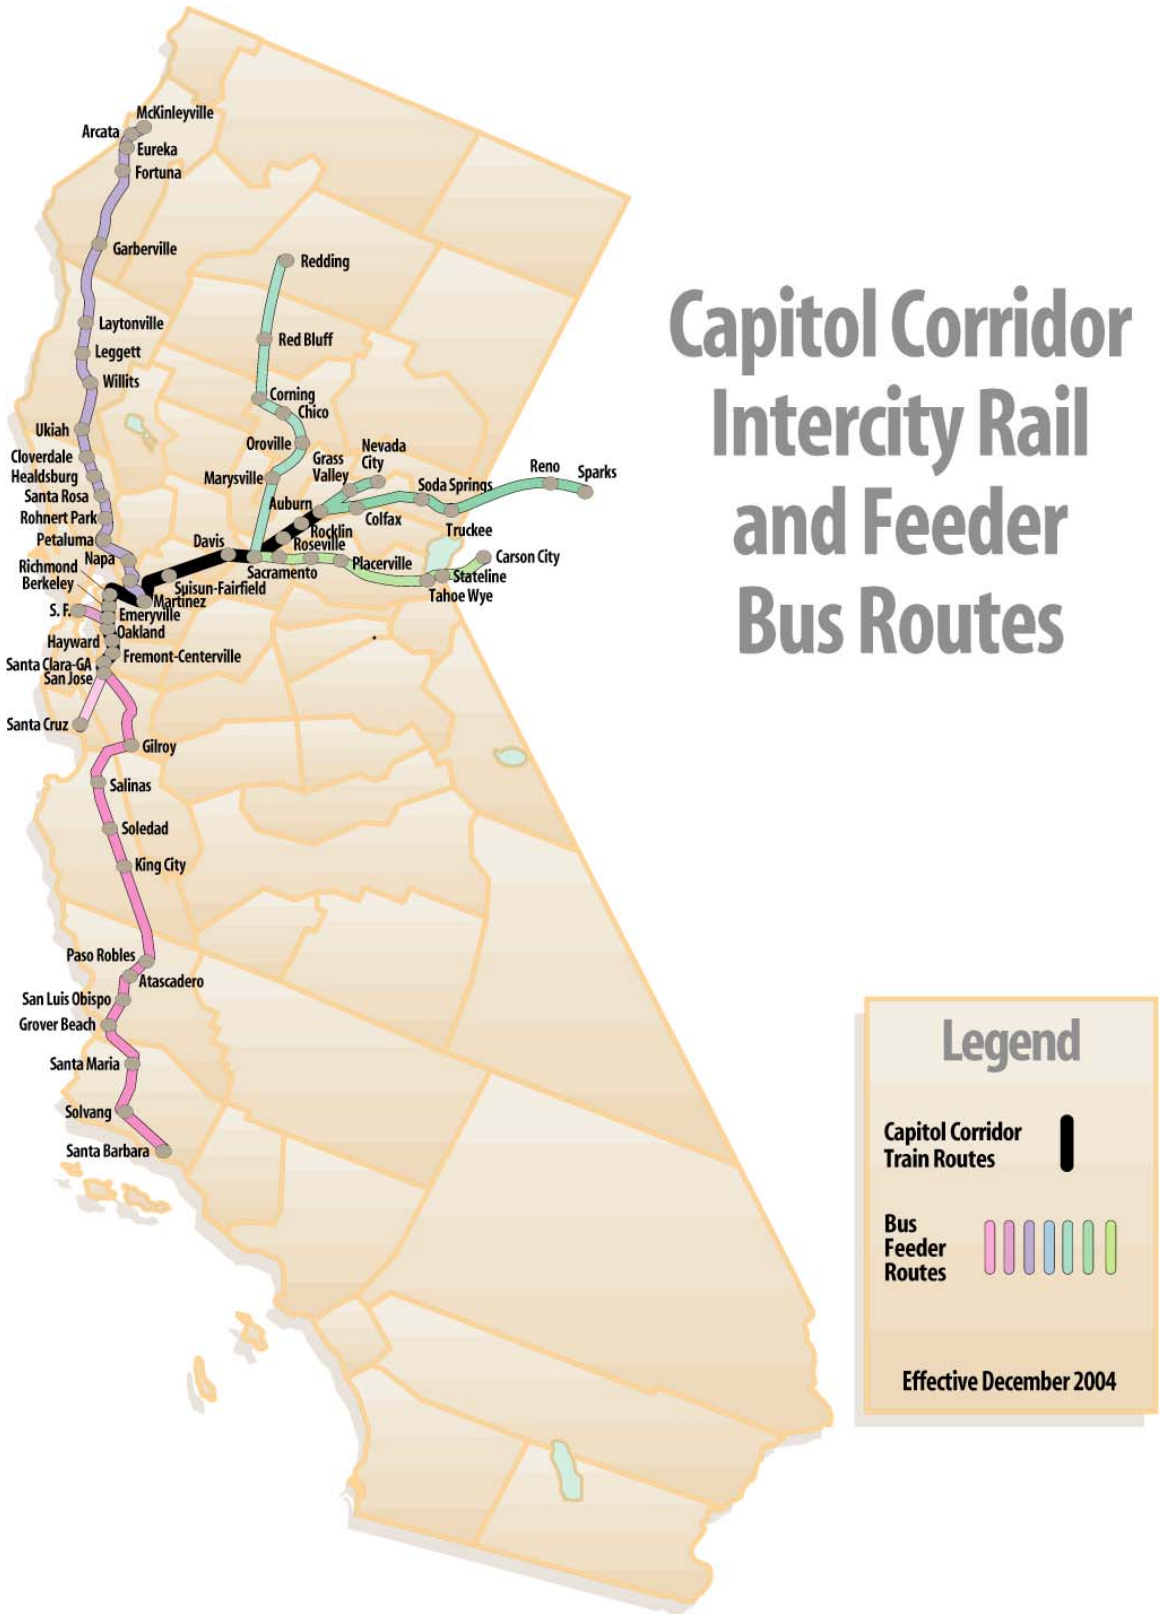 McKinleyville
Arcata
Eureka
Fortuna
Garberville
Redding
Capitol Corridor
Intercity Rail
and Feeder
Bus Routes
Laytonville
Red Bluff
Leggett
Willits
Corning
Chico
Ukiah
Oroville
Nevada
City
Cloverdale
Grass
Valley
Reno
Sparks
Healdsburg
Marysville
Soda Springs
Santa Rosa
Auburn
Rohnert Park
Colfax
Rocklin
Truckee
Petaluma
Davis
Roseville
Napa
Carson City
Richmond
Sacramento
Placerville
Stateline
Berkeley
Suisun-Fairfield
Tahoe Wye
Martinez
S. F.
Emeryville
Oakland
Hayward
Fremont-Centerville
Santa Clara-GA
San Jose
Santa Cruz
Gilroy
Salinas
Soledad
King City
Paso Robles
Atascadero
San Luis Obispo
Grover Beach
Santa Maria
Solvang
Santa Barbara
Legend
Capitol Corridor
Train Routes
Bus
Feeder
Routes
Effective December 2004